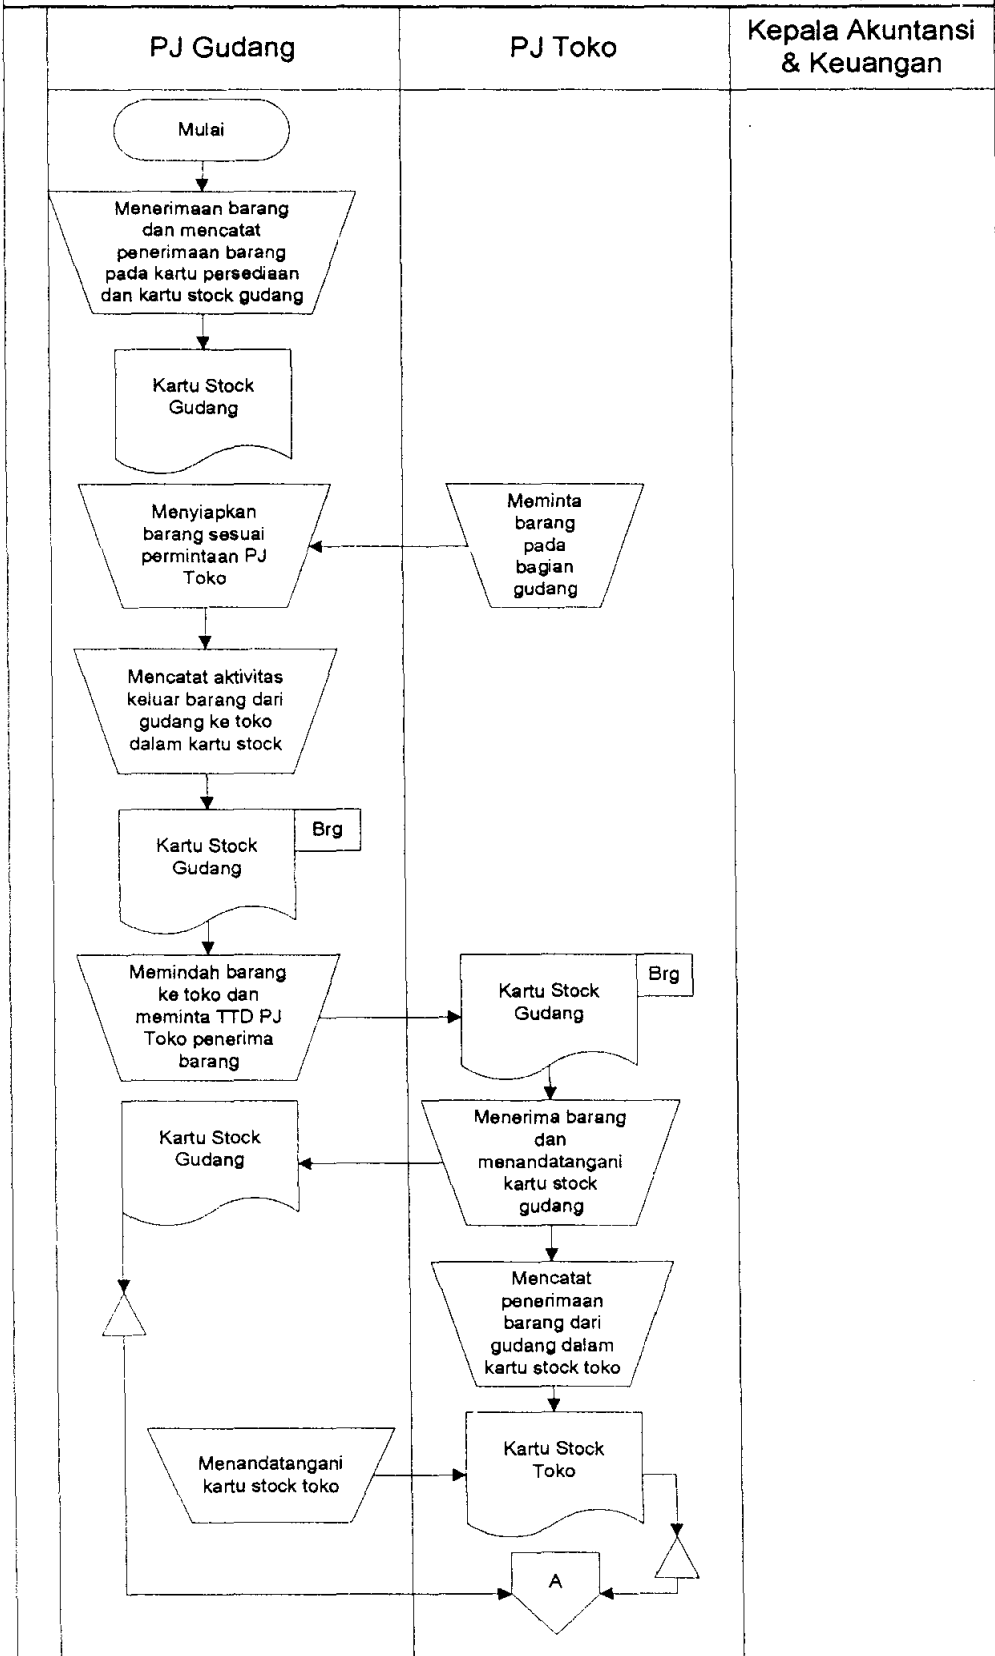 PJ Gudang
PJ Toko
Kepala Akuntansi
& Keuangan
Mulai
Menerimaan barang
dan mencatat
penerimaan barang
pada kartu persediaan
dan kartu stock gudang
Kartu Stock
Gudang
Menyiapkan
barang sesuai
permintaan PJ
Toko
Meminta
barang
pada
bagian
gudang
Mencatat aktivitas
keluar barang dari
gudang ke toko
dalam kartu stock
Kartu Stock
Gudang
Brg
Memindah barang
ke toko dan
meminta TTD PJ
Toko penerima
barang
Kartu Stock
Gudang
Brg
Kartu Stock
Gudang
Menerima barang
dan
menandatangani
kartu stock
gudang
Mencatat
penerimaan
barang dari
gudang dalam
kartu stock toko
Menandatangani
kartu stock toko
Kartu Stock
Toko
A